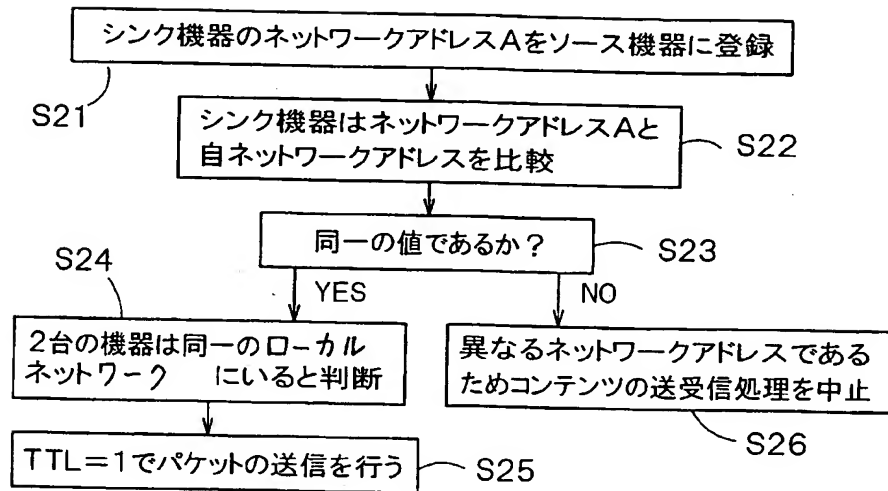 シンク機器のネットワークアドレスAをソース機器に登録
S21
シンク機器はネットワークアドレスAと
自ネットワークアドレスを比較
S22
同一の値であるか？
S23
S24
YES
NO
2台の機器は同一のローカル
ネットワーク にいると判断
異なるネットワークアドレスである
ためコンテンツの送受信処理を中止
S26
TTL=1でパケットの送信を行う
S25